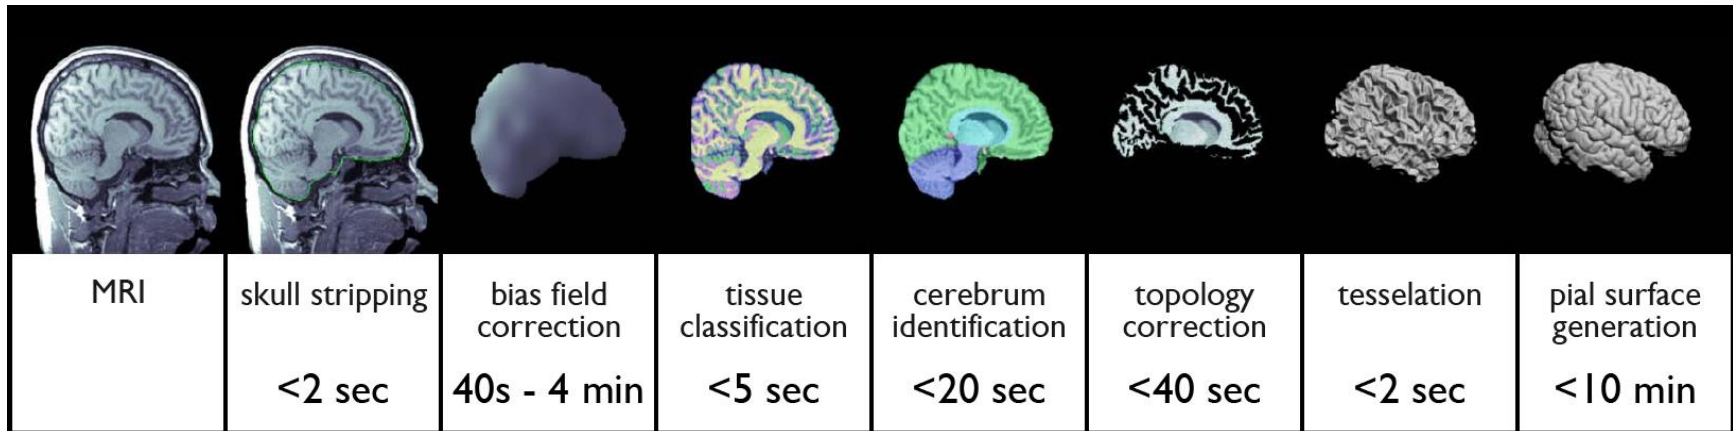 MRI
skull stripping
<2 sec
bias field
correction
40s - 4 min
tissue
classification
<5 sec
cerebrum
identification
<20 sec
topology
correction
<40 sec
tesselation
<2 sec
pial surface
generation
<10 min